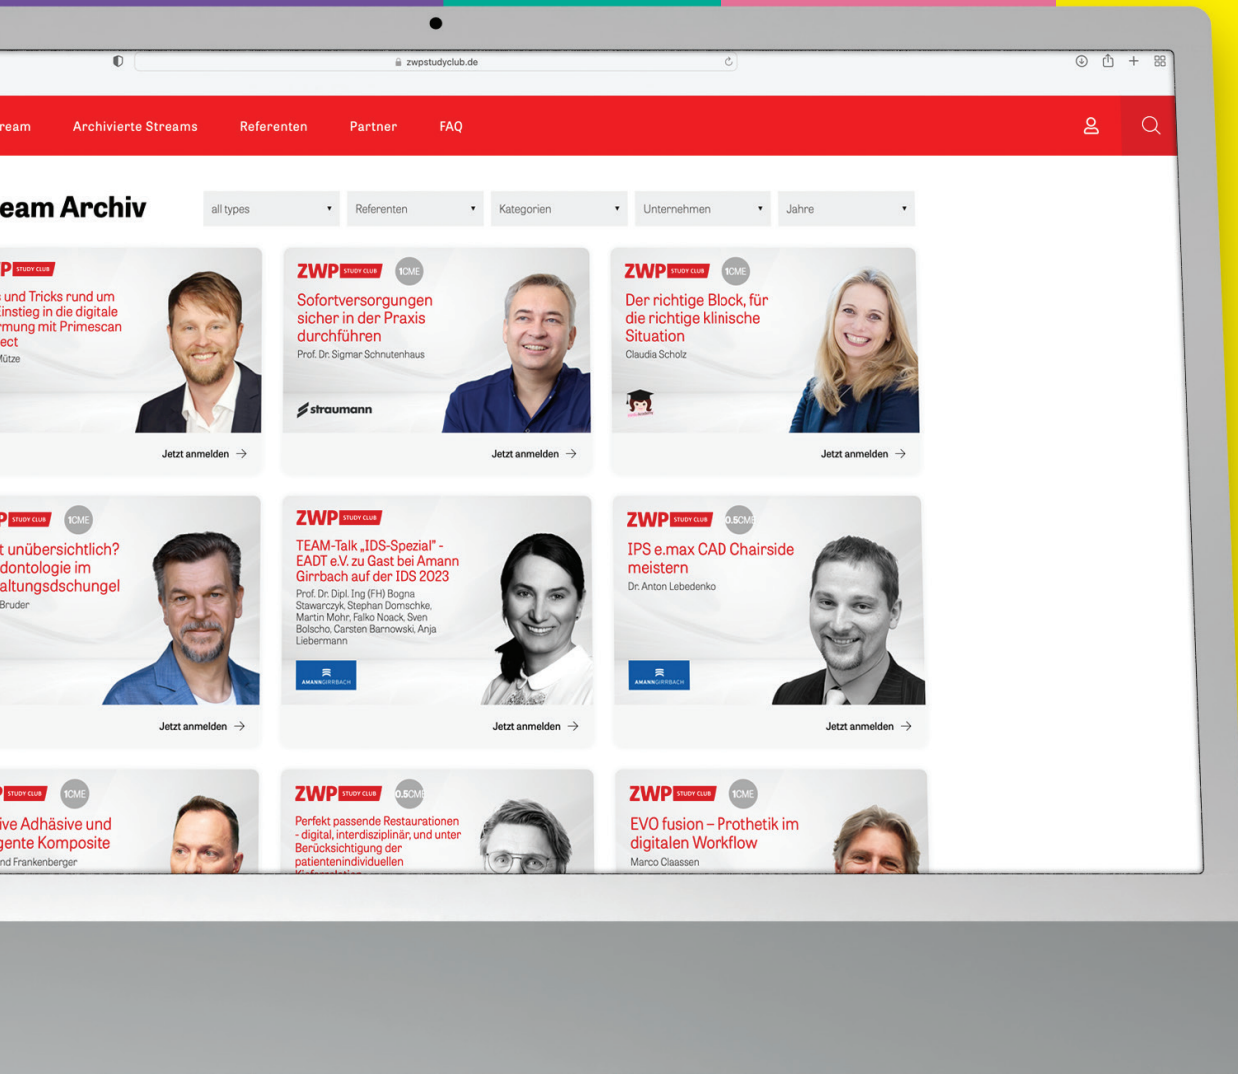 zwpstudyclub.de
ream Archivierte Streams Referenten Partner FAQ
eam Archiv
all types Referenten Kategorien Unternehmen Jahre
P STUDY CLUB
und Tricks rund um
instieg in die digitale
rmung mit Primescan
ect
Mütze
Jetzt anmelden
ZWP STUDY CLUB 1CME
Sofortversorgungen
sicher in der Praxis
durchführen
Prof. Dr. Sigmar Schnutenhaus
straumann
Jetzt anmelden
ZWP STUDY CLUB 1CME
Der richtige Block, für
die richtige klinische
Situation
Claudia Scholz
Jetzt anmelden
P STUDY CLUB 1CME
t unübersichtlich?
dontologie im
altungsdschungel
Bruder
Jetzt anmelden
ZWP STUDY CLUB
TEAM-Talk „IDS-Spezial" -
EADT e.V. zu Gast bei Amann
Girrbach auf der IDS 2023
Prof. Dr. Dipl. Ing (FH) Bogna
Stawarczyk, Stephan Domschke,
Martin Mohr, Falko Noack, Sven
Bolscho, Carsten Barnowski, Anja
Liebermann
AMANNGIRRBACH
Jetzt anmelden
ZWP STUDY CLUB 0.5CME
IPS e.max CAD Chairside
meistern
Dr. Anton Lebedenko
AMANNGIRRBACH
Jetzt anmelden
P STUDY CLUB 1CME
ive Adhäsive und
gente Komposite
nd Frankenberger
ZWP STUDY CLUB 0.5CME
Perfekt passende Restaurationen
- digital, interdisziplinär, und unter
Berücksichtigung der
patientenindividuellen
ZWP STUDY CLUB 1CME
EVO fusion – Prothetik im
digitalen Workflow
Marco Claassen